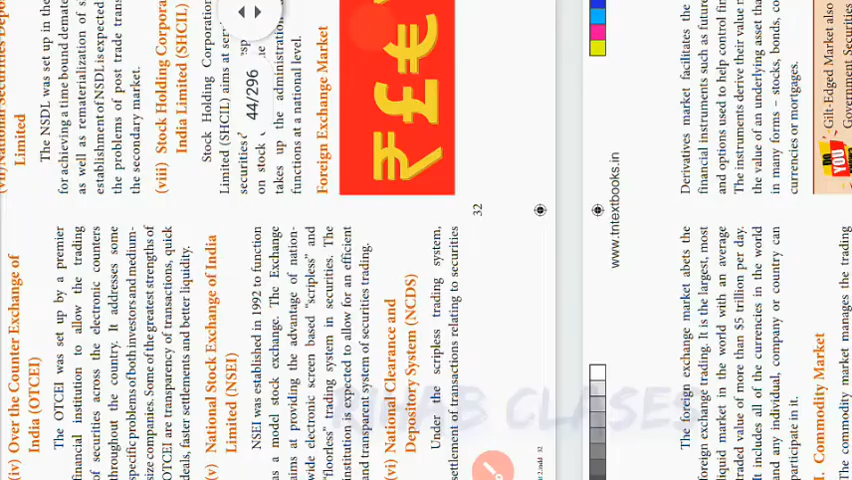 (iv) Over the Counter Exchange of
India (OTCEI)
The OTCEI was set up by a premier
financial institution to allow the trading
of securities across the electronic counters
throughout the country. It addresses some
specific problems of both investors and medium-
size companies. Some of the greatest strengths of
OTCEI are transparency of transactions, quick
deals, faster settlements and better liquidity.
(v) National Stock Exchange of India
Limited (NSEI)
NSEI was established in 1992 to function
as a model stock exchange. The Exchange
aims at providing the advantage of nation-
wide electronic screen based "scripless" and
"floorless" trading system in securities. The
institution is expected to allow for an efficient
and transparent system of securities trading.
(vi) National Clearance and
Depository System (NCDS)
Under the scripless trading system,
settlement of transactions relating to securities
Limited
The NSDL was set up in the
for achieving a time bound demate
as well as rematerialization of s
establishment of NSDL is expected
the problems of post trade trans
the secondary market.
(viii) Stock Holding Corpora
India Limited (SHCIL)
Stock Holding Corporation
Limited (SHCIL) aims at ser
securities
on stock
takes up the administration
functions at a national level.
Foreign Exchange Market
₹ £ €
32
44/296
www.tntextbooks.in
The foreign exchange market abets the
foreign exchange trading. It is the largest, most
liquid market in the world with an average
traded value of more than $5 trillion per day.
It includes all of the currencies in the world
and any individual, company or country can
participate in it.
I. Commodity Market
The commodity market manages the trading
Derivatives market facilitates the
financial instruments such as future
and options used to help control fin
The instruments derive their value
the value of an underlying asset tha
in many forms – stocks, bonds, co
currencies or mortgages.
DO YOU
Gilt-Edged Market also
Government Securities
CLASES